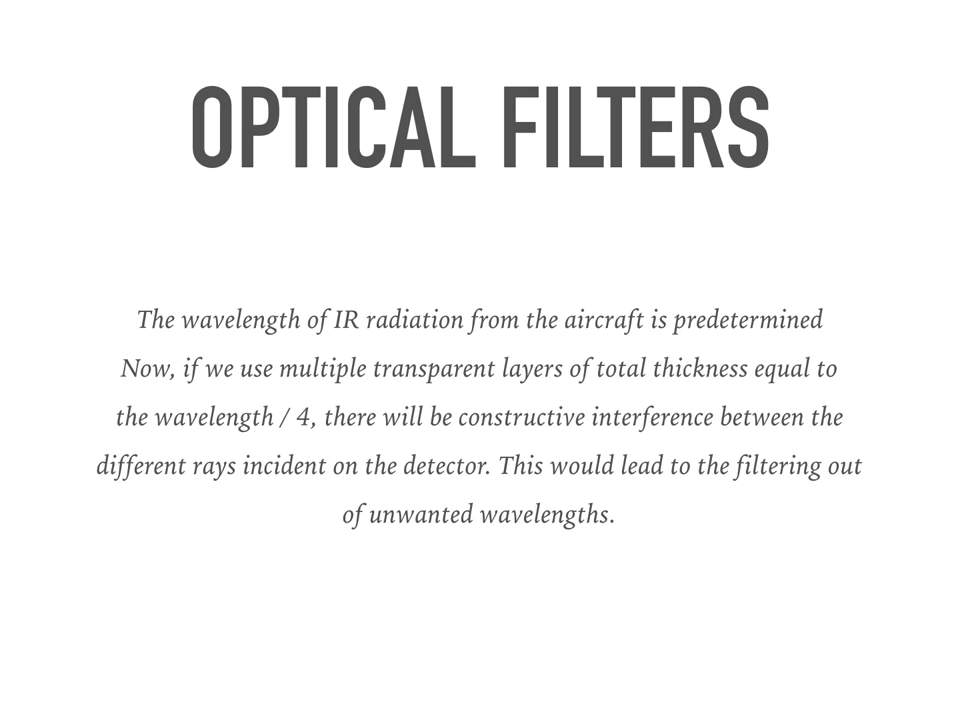 OPTICAL FILTERS
The wavelength of IR radiation from the aircraft is predetermined
Now, if we use multiple transparent layers of total thickness equal to
the wavelength / 4, there will be constructive interference between the
different rays incident on the detector. This would lead to the filtering out
of unwanted wavelengths.